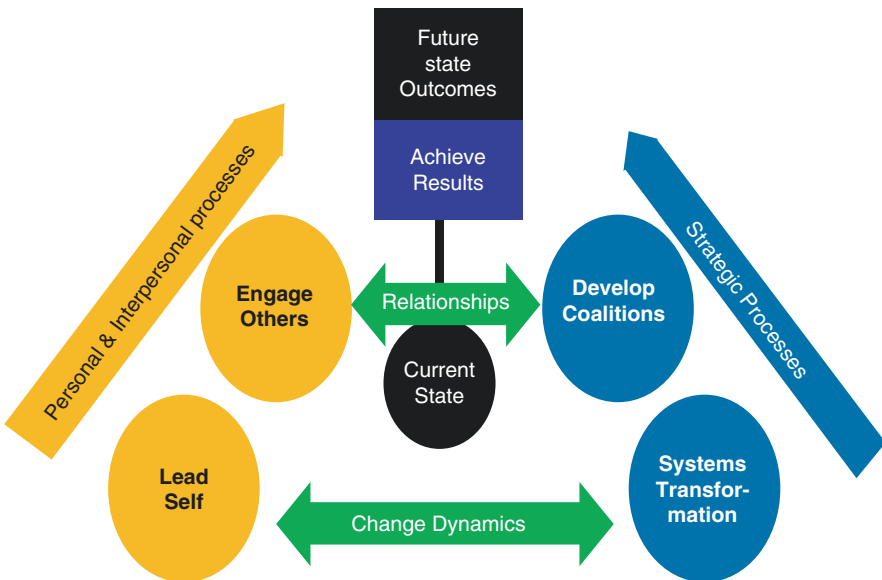 Future
state
Outcomes
Achieve
Results
Personal & Interpersonal processes
Strategic Processes
Engage
Others
Relationships
Develop
Coalitions
Current
State
Lead
Self
Systems
Transfor-
mation
Change Dynamics